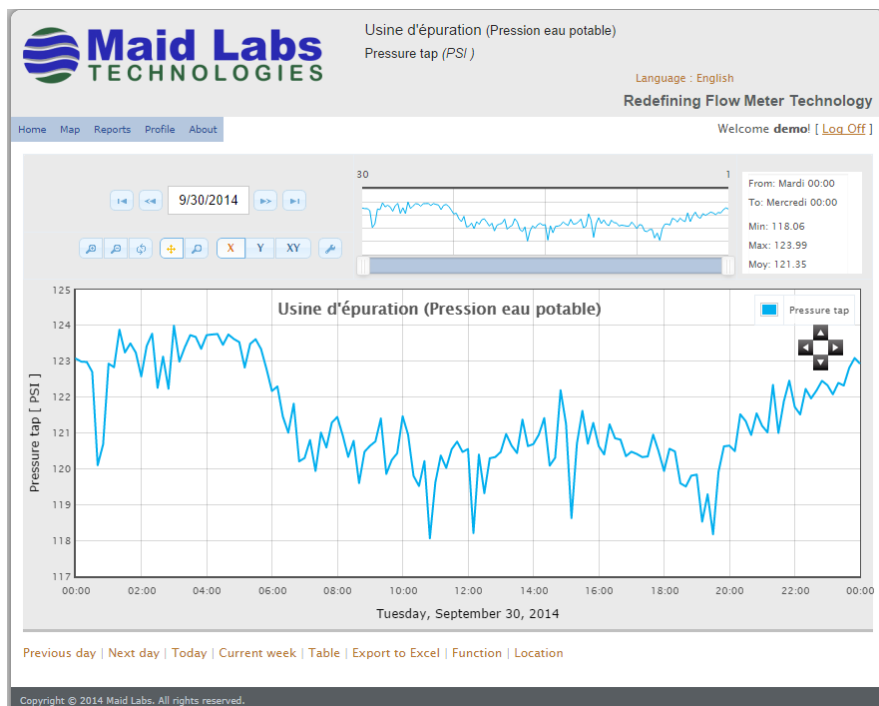 Maid Labs
TECHNOLOGIES
Usine d'épuration (Pression eau potable)
Pressure tap (PSI )
Language : English
Redefining Flow Meter Technology
Home Map Reports Profile About
Welcome demo! [ Log Off ]
9/30/2014
X Y XY
30 1
From: Mardi 00:00
To: Mercredi 00:00
Min: 118.06
Max: 123.99
Moy: 121.35
Usine d'épuration (Pression eau potable)
Pressure tap
Pressure tap [ PSI ]
125
124
123
122
121
120
119
118
117
00:00 02:00 04:00 06:00 08:00 10:00 12:00 14:00 16:00 18:00 20:00 22:00 00:00
Tuesday, September 30, 2014
Previous day | Next day | Today | Current week | Table | Export to Excel | Function | Location
Copyright © 2014 Maid Labs. All rights reserved.